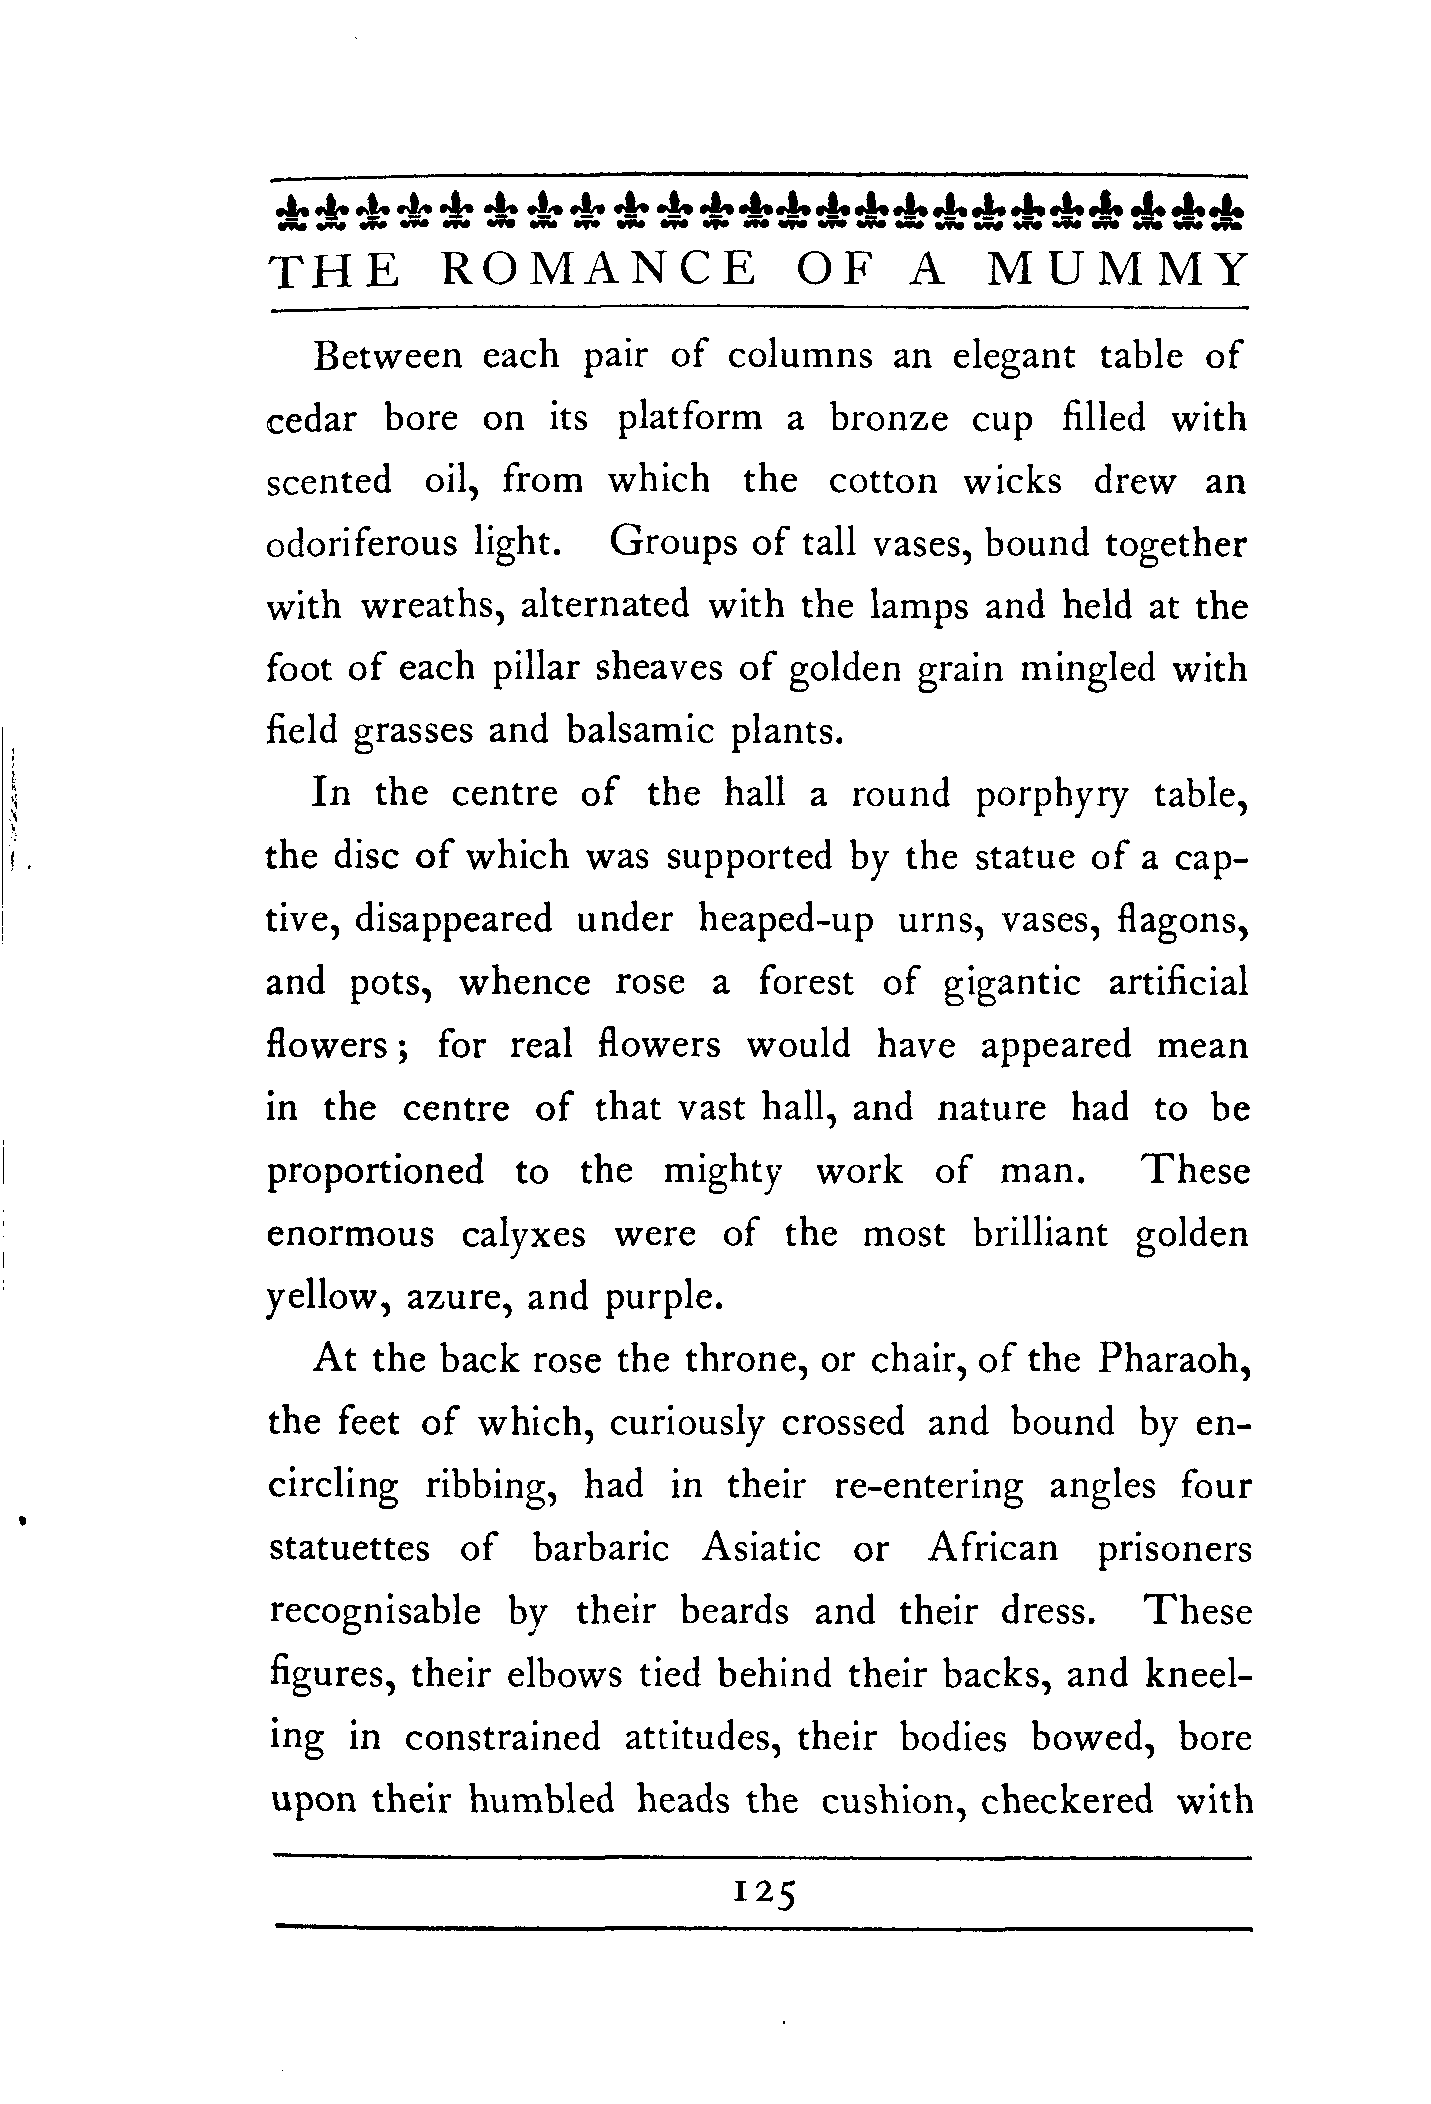 THE ROMANCE OF A MUMMY
Between each pair of columns an elegant table of
cedar bore on its platform a bronze cup filled with
scented oil, from which the cotton wicks drew an
odoriferous light. Groups of tall vases, bound together
with wreaths, alternated with the lamps and held at the
foot of each pillar sheaves of golden grain mingled with
field grasses and balsamic plants.
In the centre of the hall a round porphyry table,
the disc of which was supported by the statue of a cap-
tive, disappeared under heaped-up urns, vases, flagons,
and pots, whence rose a forest of gigantic artificial
flowers; for real flowers would have appeared mean
in the centre of that vast hall, and nature had to be
proportioned to the mighty work of man. These
enormous calyxes were of the most brilliant golden
yellow, azure, and purple.
At the back rose the throne, or chair, of the Pharaoh,
the feet of which, curiously crossed and bound by en-
circling ribbing, had in their re-entering angles four
statuettes of barbaric Asiatic or African prisoners
recognisable by their beards and their dress. These
figures, their elbows tied behind their backs, and kneel-
ing in constrained attitudes, their bodies bowed, bore
upon their humbled heads the cushion, checkered with
125